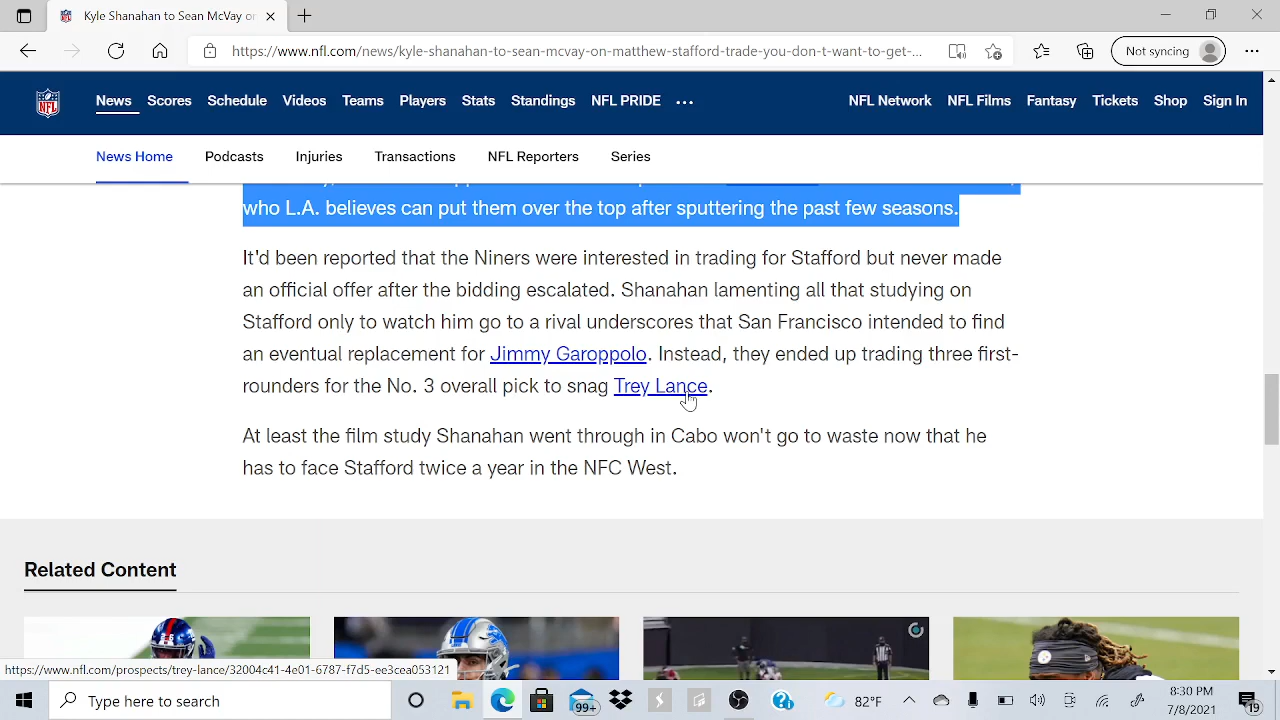 Kyle Shanahan to Sean McVay or
https://www.nfl.com/news/kyle-shanahan-to-sean-mcvay-on-matthew-stafford-trade-you-don-t-want-to-get-...
Not syncing
NFL
News Scores Schedule Videos Teams Players Stats Standings NFL PRIDE ...
NFL Network NFL Films Fantasy Tickets Shop Sign In
News Home Podcasts Injuries Transactions NFL Reporters Series
who L.A. believes can put them over the top after sputtering the past few seasons.
It'd been reported that the Niners were interested in trading for Stafford but never made
an official offer after the bidding escalated. Shanahan lamenting all that studying on
Stafford only to watch him go to a rival underscores that San Francisco intended to find
an eventual replacement for Jimmy Garoppolo. Instead, they ended up trading three first-
rounders for the No. 3 overall pick to snag Trey Lance.
At least the film study Shanahan went through in Cabo won't go to waste now that he
has to face Stafford twice a year in the NFC West.
Related Content
https://www.nfl.com/prospects/trey-lance/32004c41-4e01-6787-f7d5-ee3cea053121
Type here to search
99+
82°F
8:30 PM
7/8/2021
19